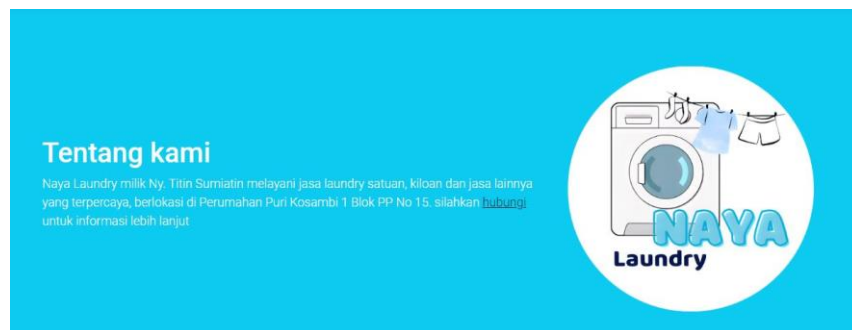 Tentang kami
Naya Laundry milik Ny. Titin Sumiatin melayani jasa laundry satuan, kiloan dan jasa lainnya
yang terpercaya, berlokasi di Perumahan Puri Kosambi 1 Blok PP No 15. silahkan hubungi
untuk informasi lebih lanjut
NAYA
Laundry